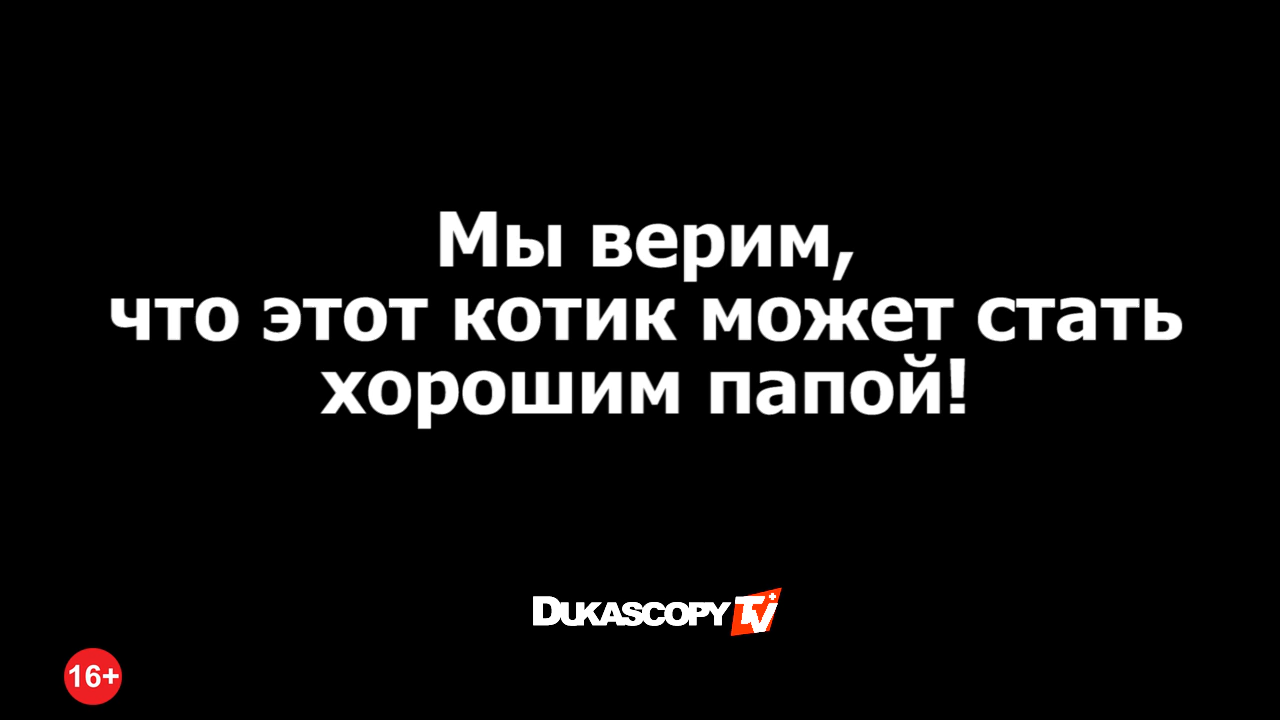 Мы верим,
что этот котик может стать
хорошим папой!
DUKASCOPY TV
16+